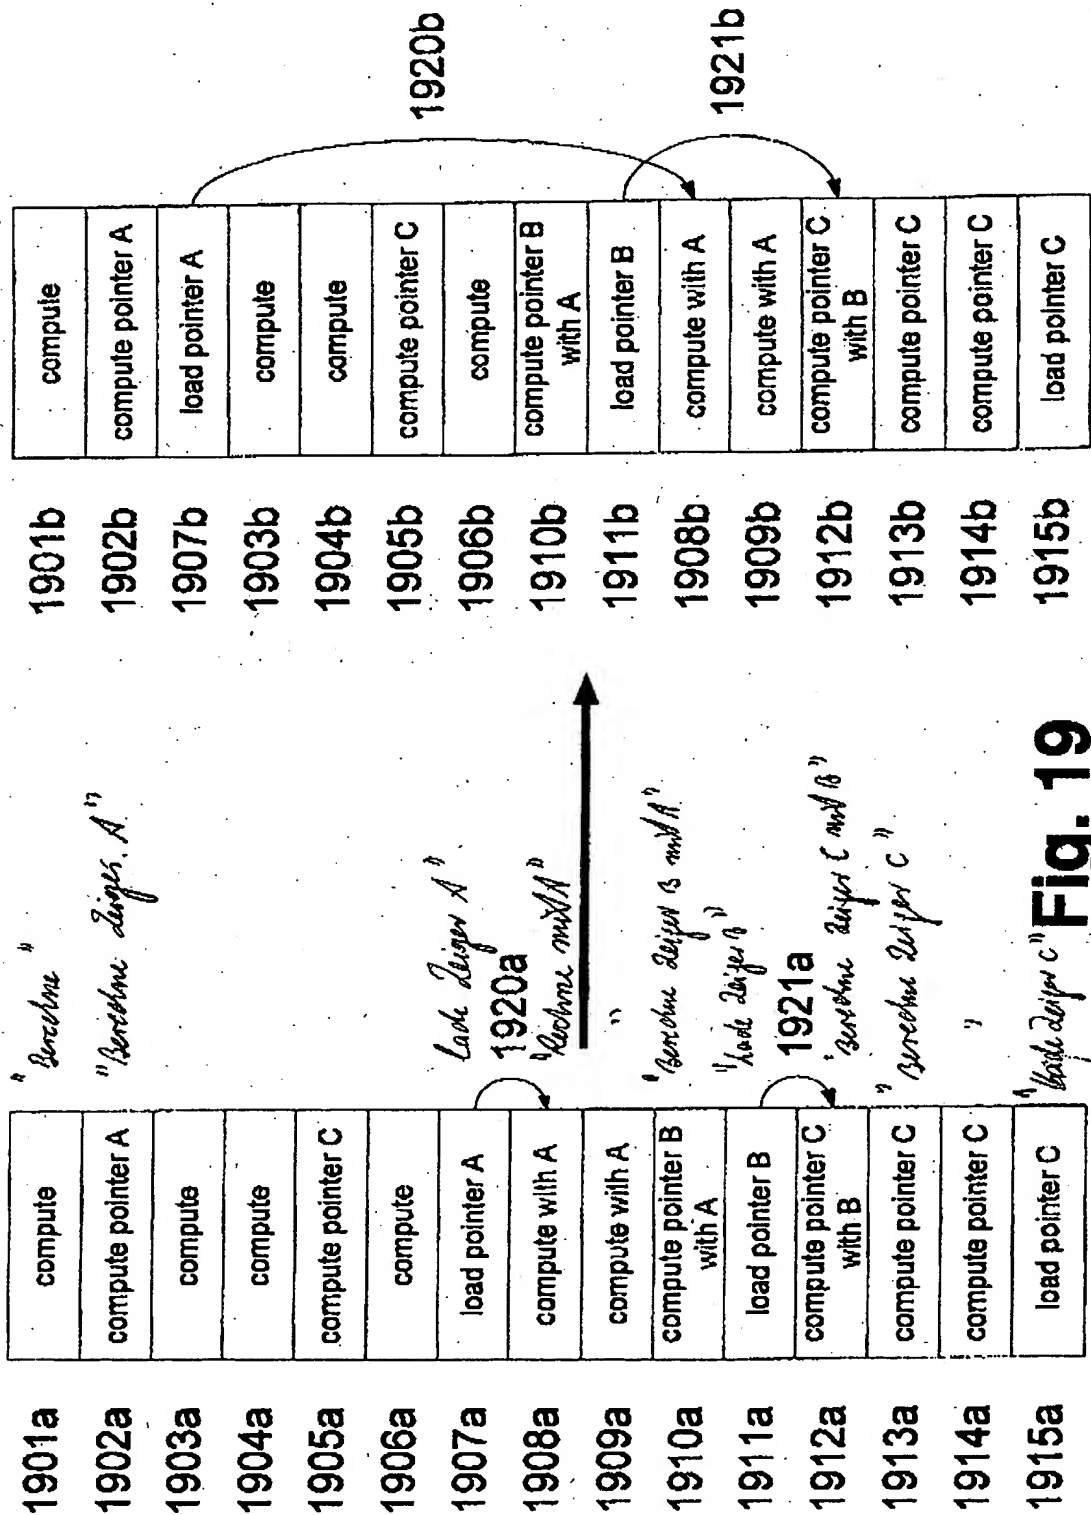 1901a
compute
"Berechne"
1901b
compute
1902a
compute pointer A
"Berechne Zeiger A"
1902b
compute pointer A
1903a
compute
1907b
load pointer A
1904a
compute
1903b
compute
1905a
compute pointer C
1904b
compute
1906a
compute
1905b
compute pointer C
1920b
1907a
load pointer A
Lade Zeiger A"
1920a
1906b
compute
1908a
compute with A
"Rechne mit A"
1910b
compute pointer B
with A
1909a
compute with A
"
1911b
load pointer B
1910a
compute pointer B
with A
"Berechne Zeiger B mit A"
1908b
compute with A
1911a
load pointer B
"Lade Zeiger B"
1909b
compute with A
1921b
1921a
1912a
compute pointer C
with B
"Berechne Zeiger C mit B"
1912b
compute pointer C
with B
1913a
compute pointer C
"Berechne Zeiger C"
1913b
compute pointer C
1914a
compute pointer C
"
1914b
compute pointer C
1915a
load pointer C
"Lade Zeiger C"
1915b
load pointer C
Fig. 19